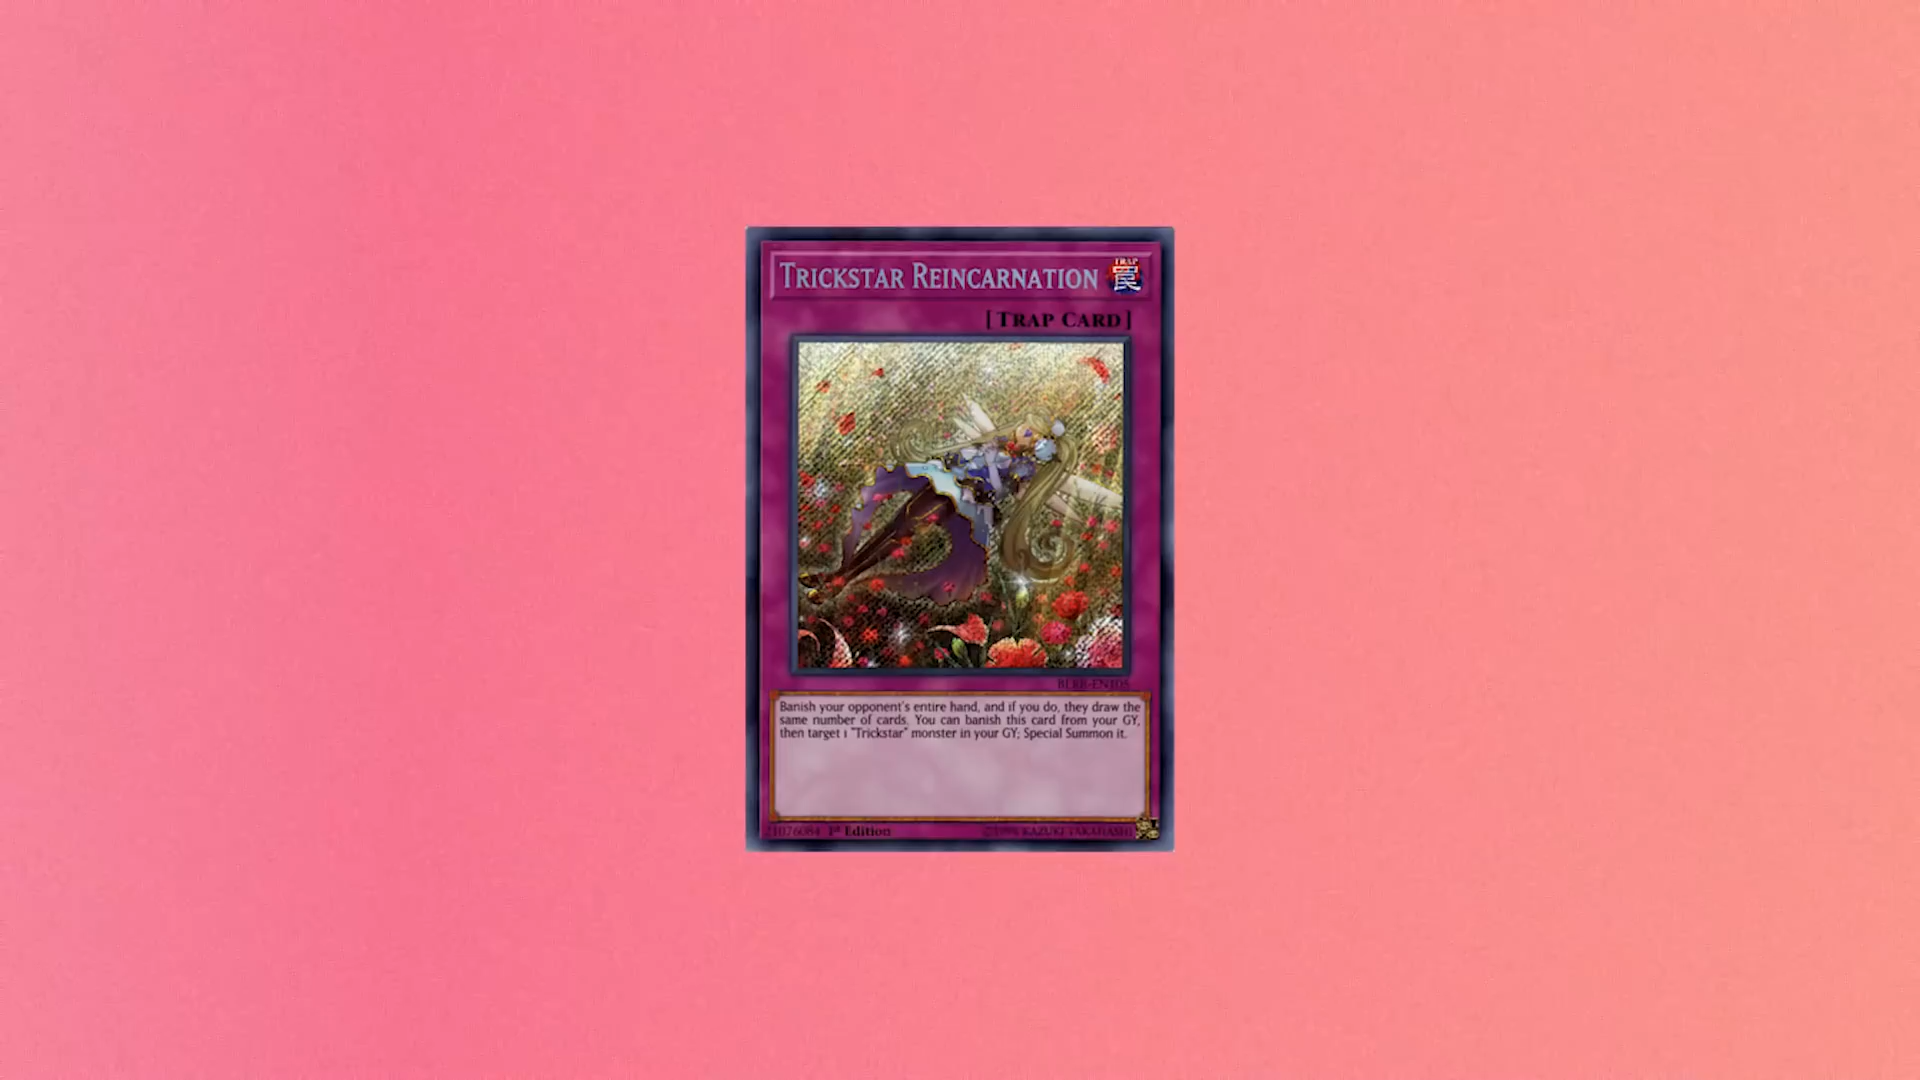 TRICKSTAR REINCARNATION
TRAP
罠
[TRAP CARD]
Banish your opponent's entire hand, and if you do, they draw the
same number of cards. You can banish this card from your GY,
then target 1 "Trickstar" monster in your GY; Special Summon it.
21076084 1st Edition
©1996 KAZUKI TAKAHASHI